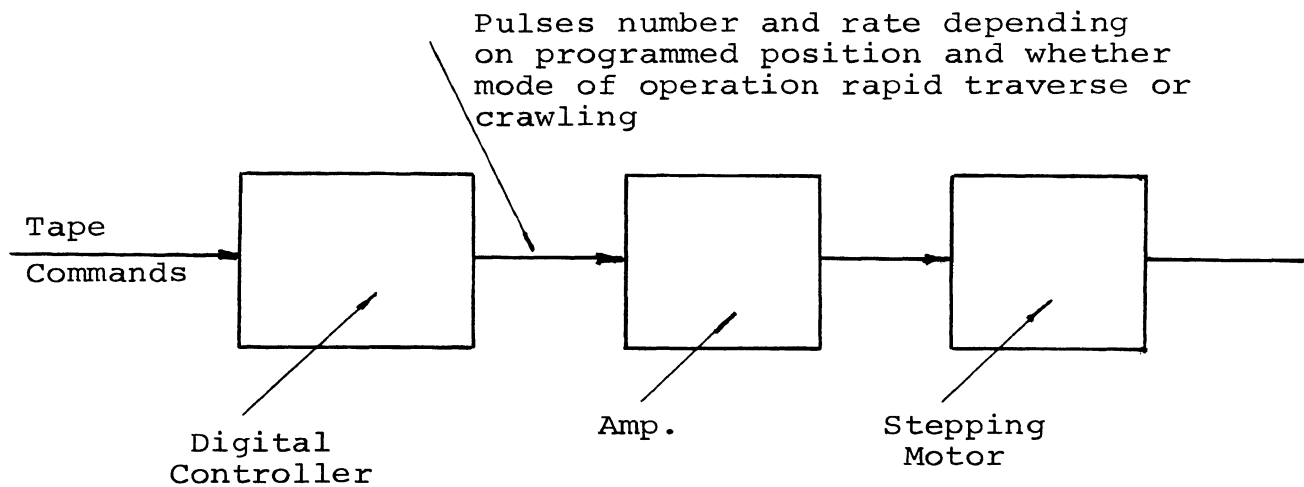 Pulses number and rate depending
on programmed position and whether
mode of operation rapid traverse or
crawling
Tape
Commands
Digital
Controller
Amp.
Stepping
Motor